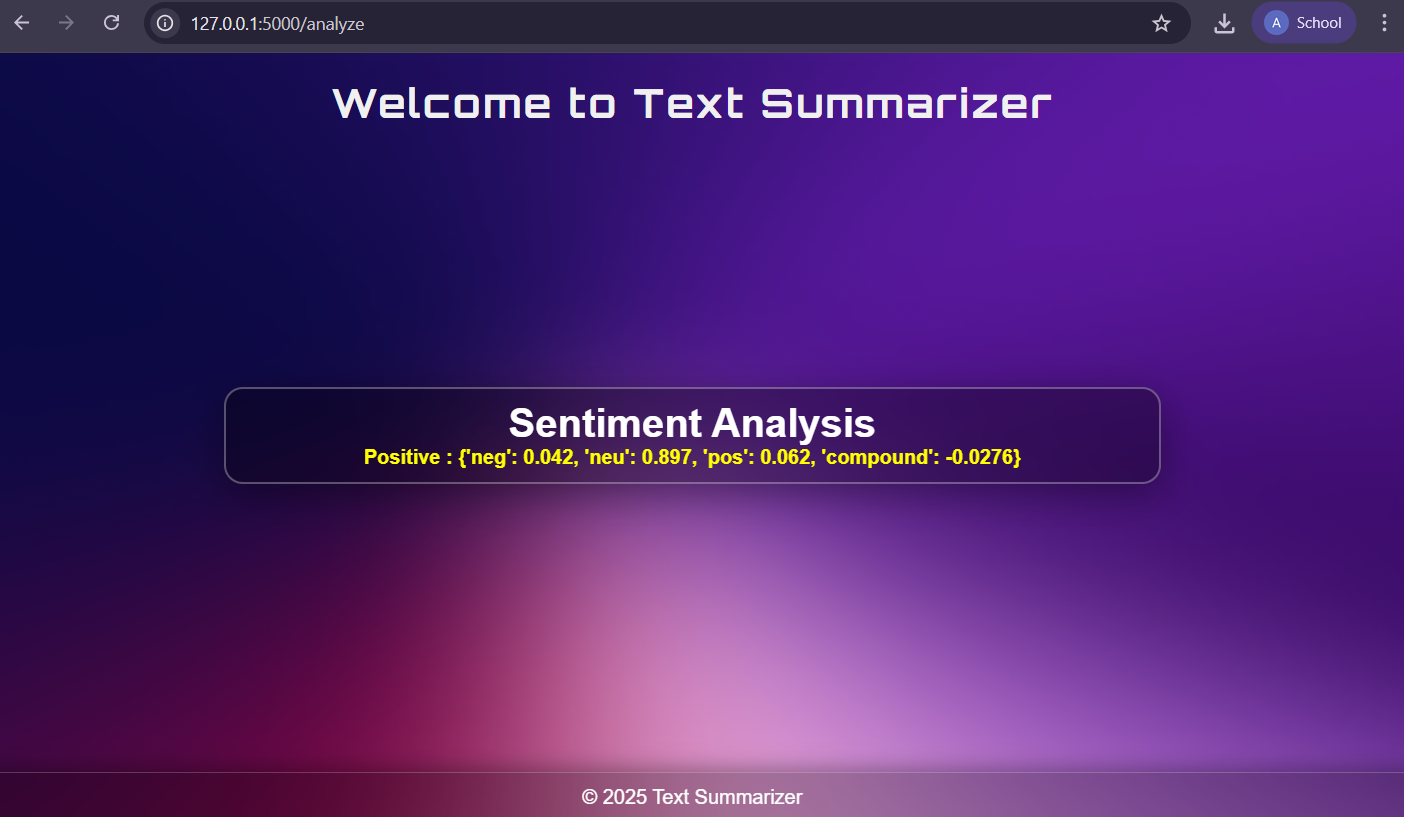 127.0.0.1:5000/analyze
A School
Welcome to Text Summarizer
Sentiment Analysis
Positive : {'neg': 0.042, 'neu': 0.897, 'pos': 0.062, 'compound': -0.0276}
© 2025 Text Summarizer